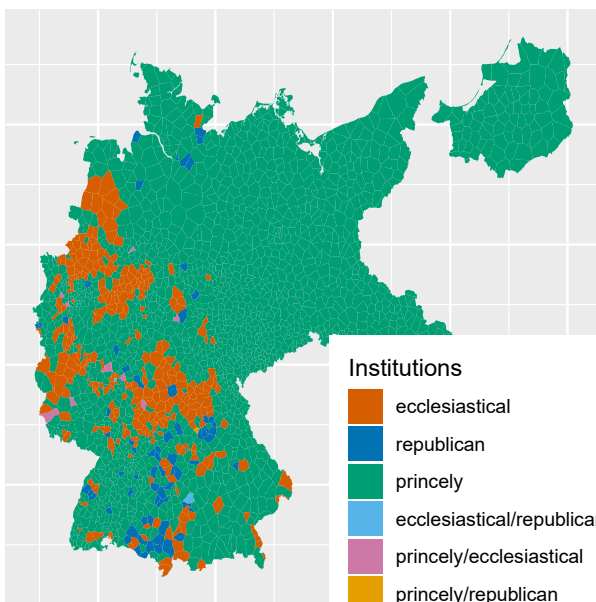 Institutions
ecclesiastical
republican
princely
ecclesiastical/republica
princely/ecclesiastical
princely/republican